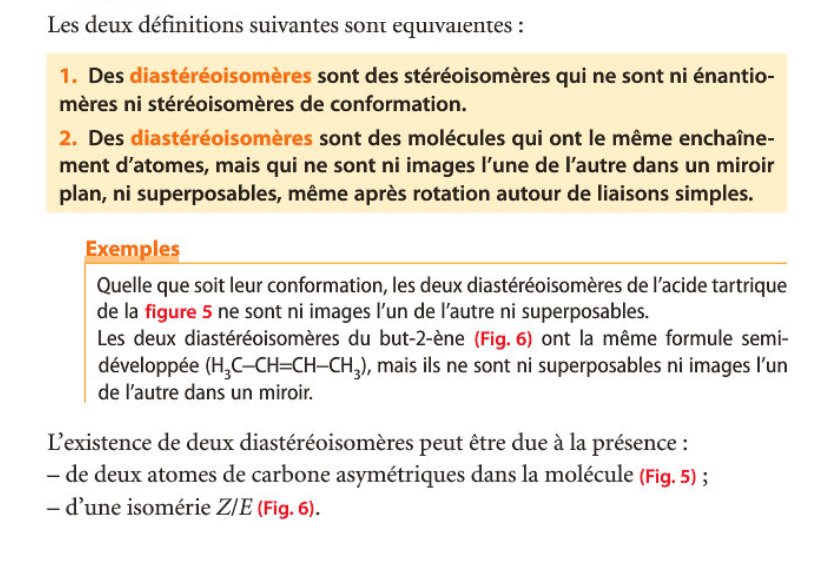 Les deux définitions suivantes sont équivalentes :
1. Des diastéréoisomères sont des stéréoisomères qui ne sont ni énantio-
mères ni stéréoisomères de conformation.
2. Des diastéréoisomères sont des molécules qui ont le même enchaîne-
ment d’atomes, mais qui ne sont ni images l’une de l’autre dans un miroir
plan, ni superposables, même après rotation autour de liaisons simples.
Exemples
Quelle que soit leur conformation, les deux diastéréoisomères de l’acide tartrique
de la figure 5 ne sont ni images l’un de l’autre ni superposables.
Les deux diastéréoisomères du but-2-ène (Fig. 6) ont la même formule semi-
développée (H₃C–CH=CH–CH₃), mais ils ne sont ni superposables ni images l’un
de l’autre dans un miroir.
L’existence de deux diastéréoisomères peut être due à la présence :
– de deux atomes de carbone asymétriques dans la molécule (Fig. 5) ;
– d’une isomérie Z/E (Fig. 6).